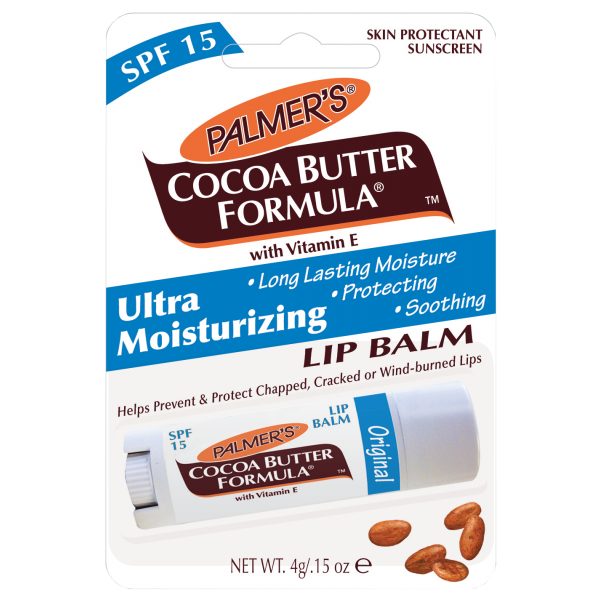 SPF 15
SKIN PROTECTANT
SUNSCREEN
PALMER'S®
COCOA BUTTER
FORMULA®
™
with Vitamin E
Ultra
Moisturizing
• Long Lasting Moisture
• Protecting
• Soothing
LIP BALM
Helps Prevent & Protect Chapped, Cracked or Wind-burned Lips
SPF
15
LIP
BALM
PALMER'S®
COCOA BUTTER
FORMULA®
™
with Vitamin E
Original
NET WT. 4g/.15 oz ℮